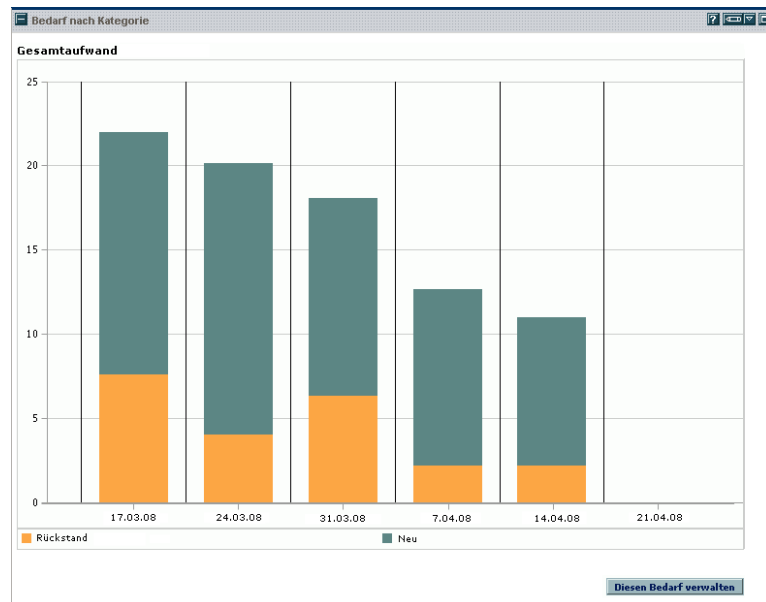 Bedarf nach Kategorie
Gesamtaufwand
25
20
15
10
5
0
17.03.08 24.03.08 31.03.08 7.04.08 14.04.08 21.04.08
Rückstand Neu
Diesen Bedarf verwalten